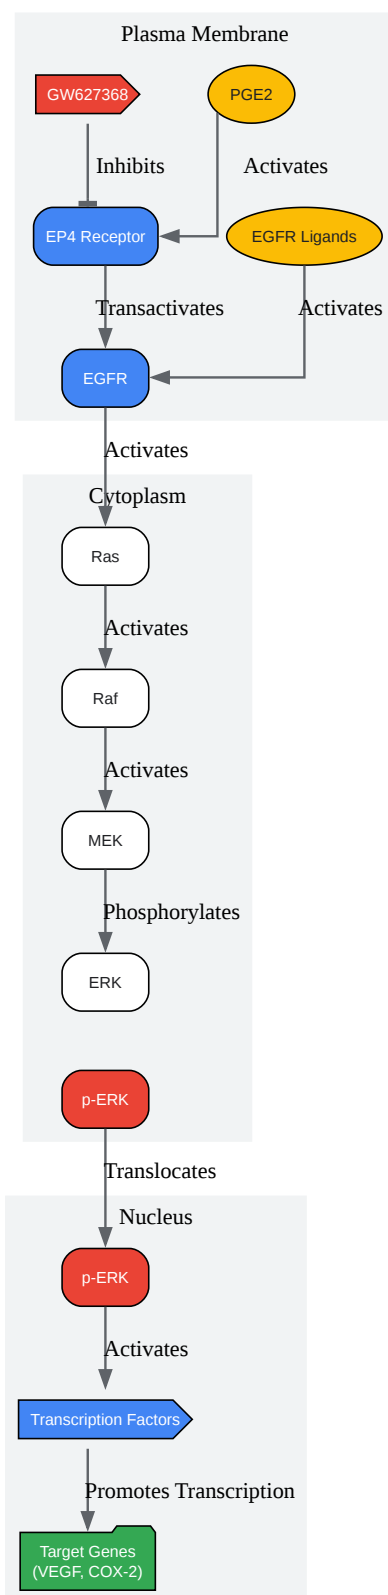 Plasma Membrane
GW627368
PGE2
Inhibits
Activates
EP4 Receptor
EGFR Ligands
Transactivates
Activates
EGFR
Activates
Cytoplasm
Ras
Activates
Raf
Activates
MEK
Phosphorylates
ERK
p-ERK
Translocates
Nucleus
p-ERK
Activates
Transcription Factors
Promotes Transcription
Target Genes
(VEGF, COX-2)